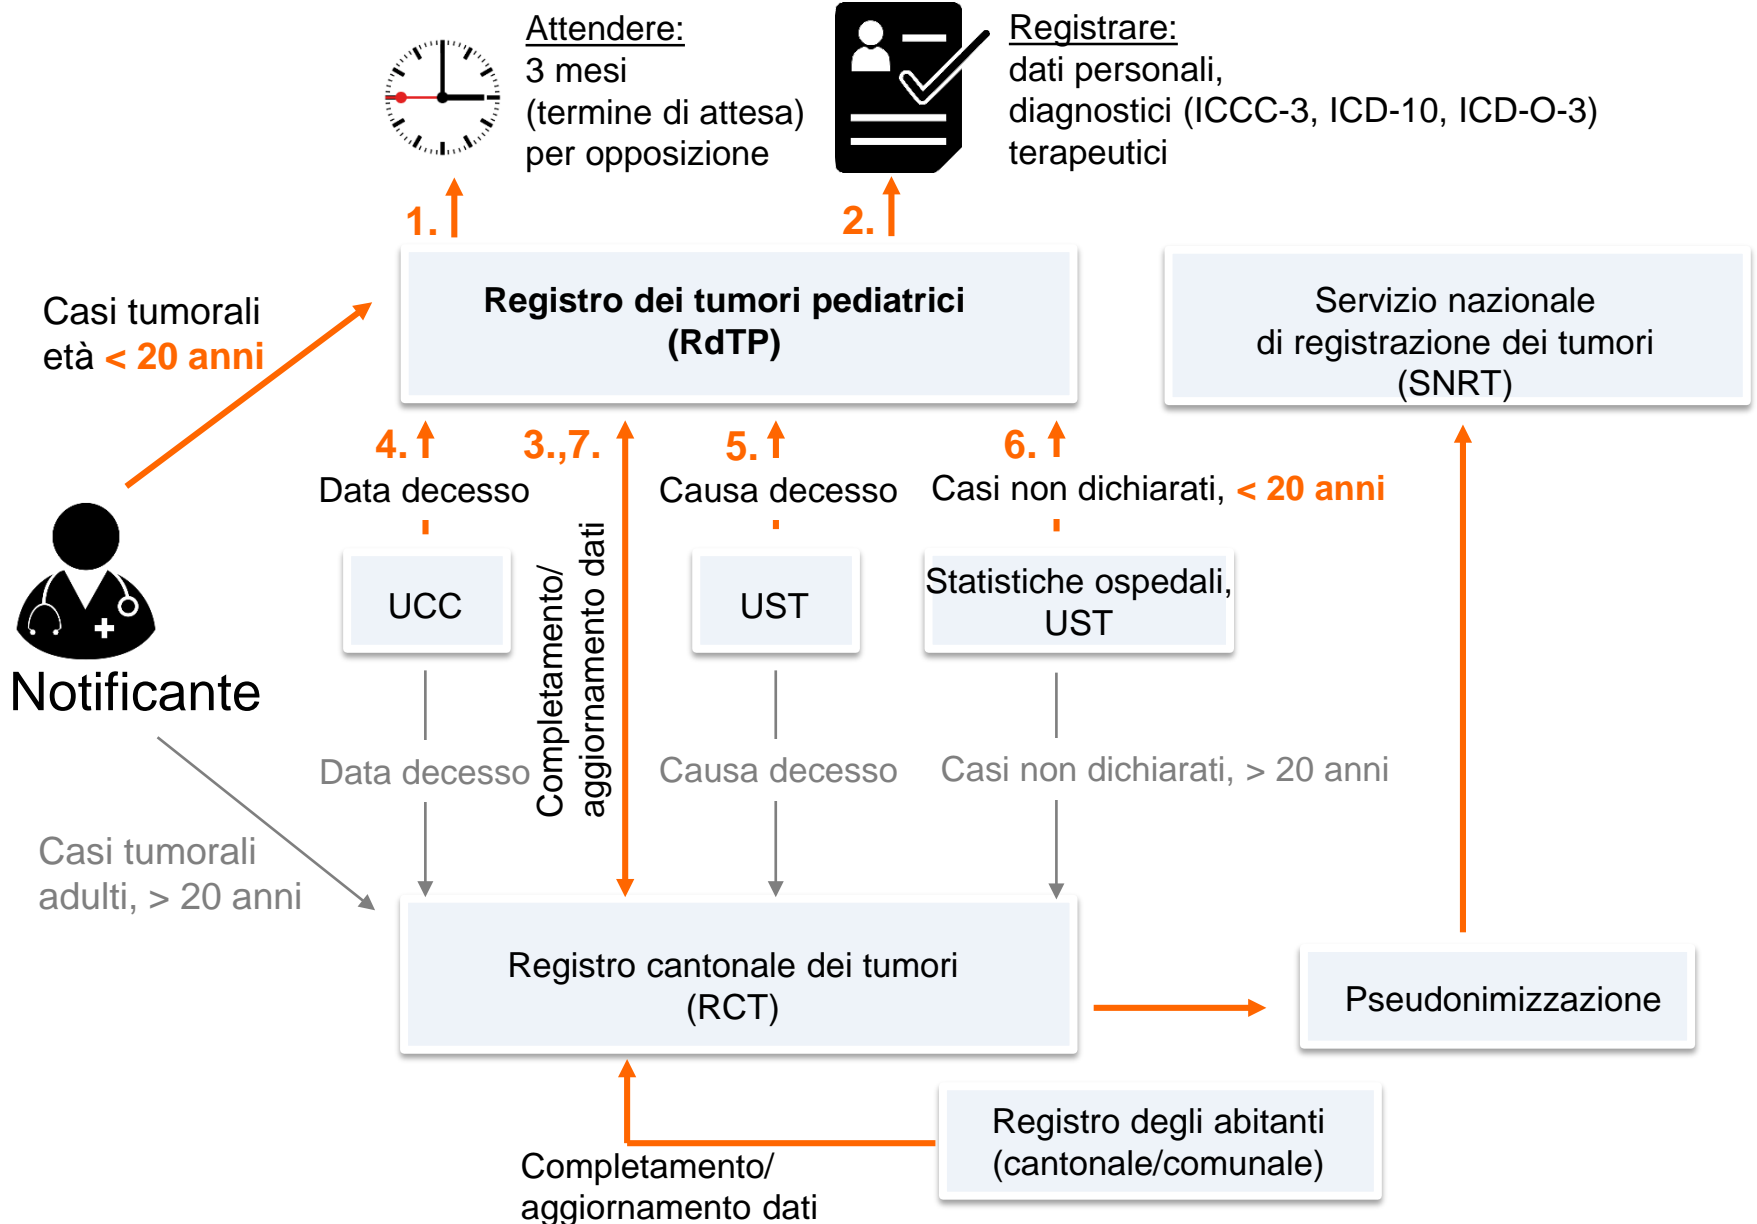 Attendere:
3 mesi
(termine di attesa)
per opposizione
Registrare:
dati personali,
diagnostici (ICCC-3, ICD-10, ICD-O-3)
terapeutici
1.
2.
Casi tumorali
età < 20 anni
Registro dei tumori pediatrici
(RdTP)
Servizio nazionale
di registrazione dei tumori
(SNRT)
4.
3.,7.
5.
6.
Data decesso
Causa decesso
Casi non dichiarati, < 20 anni
Completamento/
aggiornamento dati
UCC
UST
Statistiche ospedali,
UST
Notificante
Data decesso
Causa decesso
Casi non dichiarati, > 20 anni
Casi tumorali
adulti, > 20 anni
Registro cantonale dei tumori
(RCT)
Pseudonimizzazione
Registro degli abitanti
(cantonale/comunale)
Completamento/
aggiornamento dati